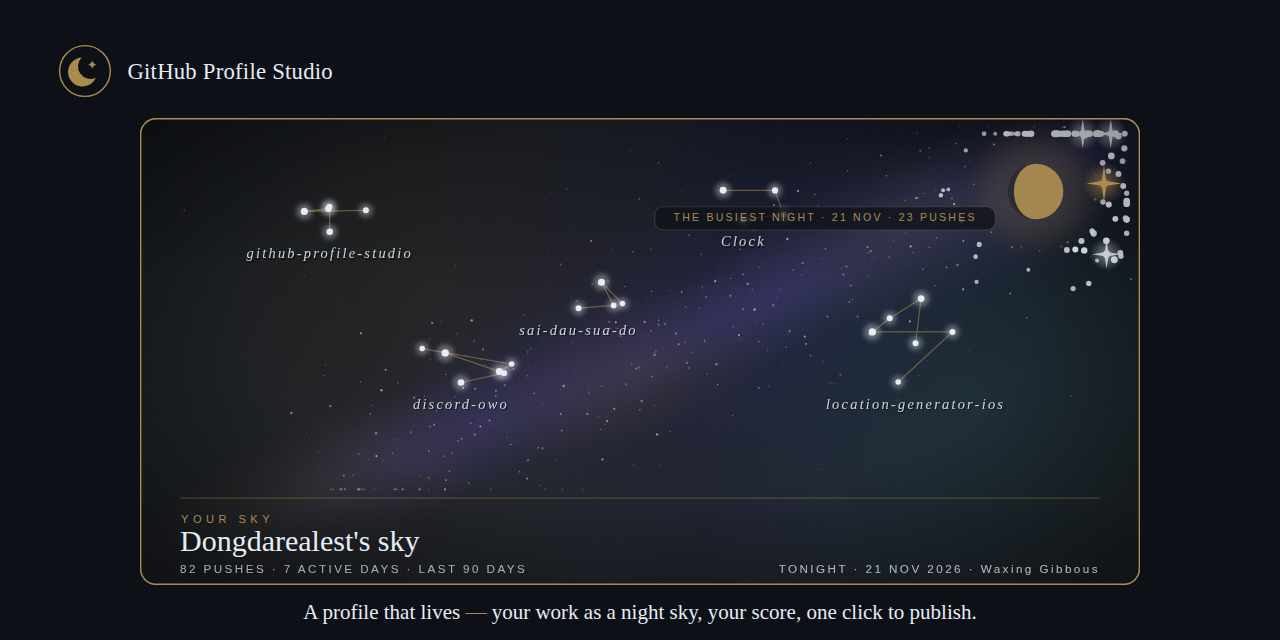 GitHub Profile Studio
THE BUSIEST NIGHT · 21 NOV · 23 PUSHES
Clock
github-profile-studio
sai-dau-sua-do
discord-owo
location-generator-ios
YOUR SKY
Dongdarealest's sky
82 PUSHES · 7 ACTIVE DAYS · LAST 90 DAYS
TONIGHT · 21 NOV 2026 · Waxing Gibbous
A profile that lives — your work as a night sky, your score, one click to publish.